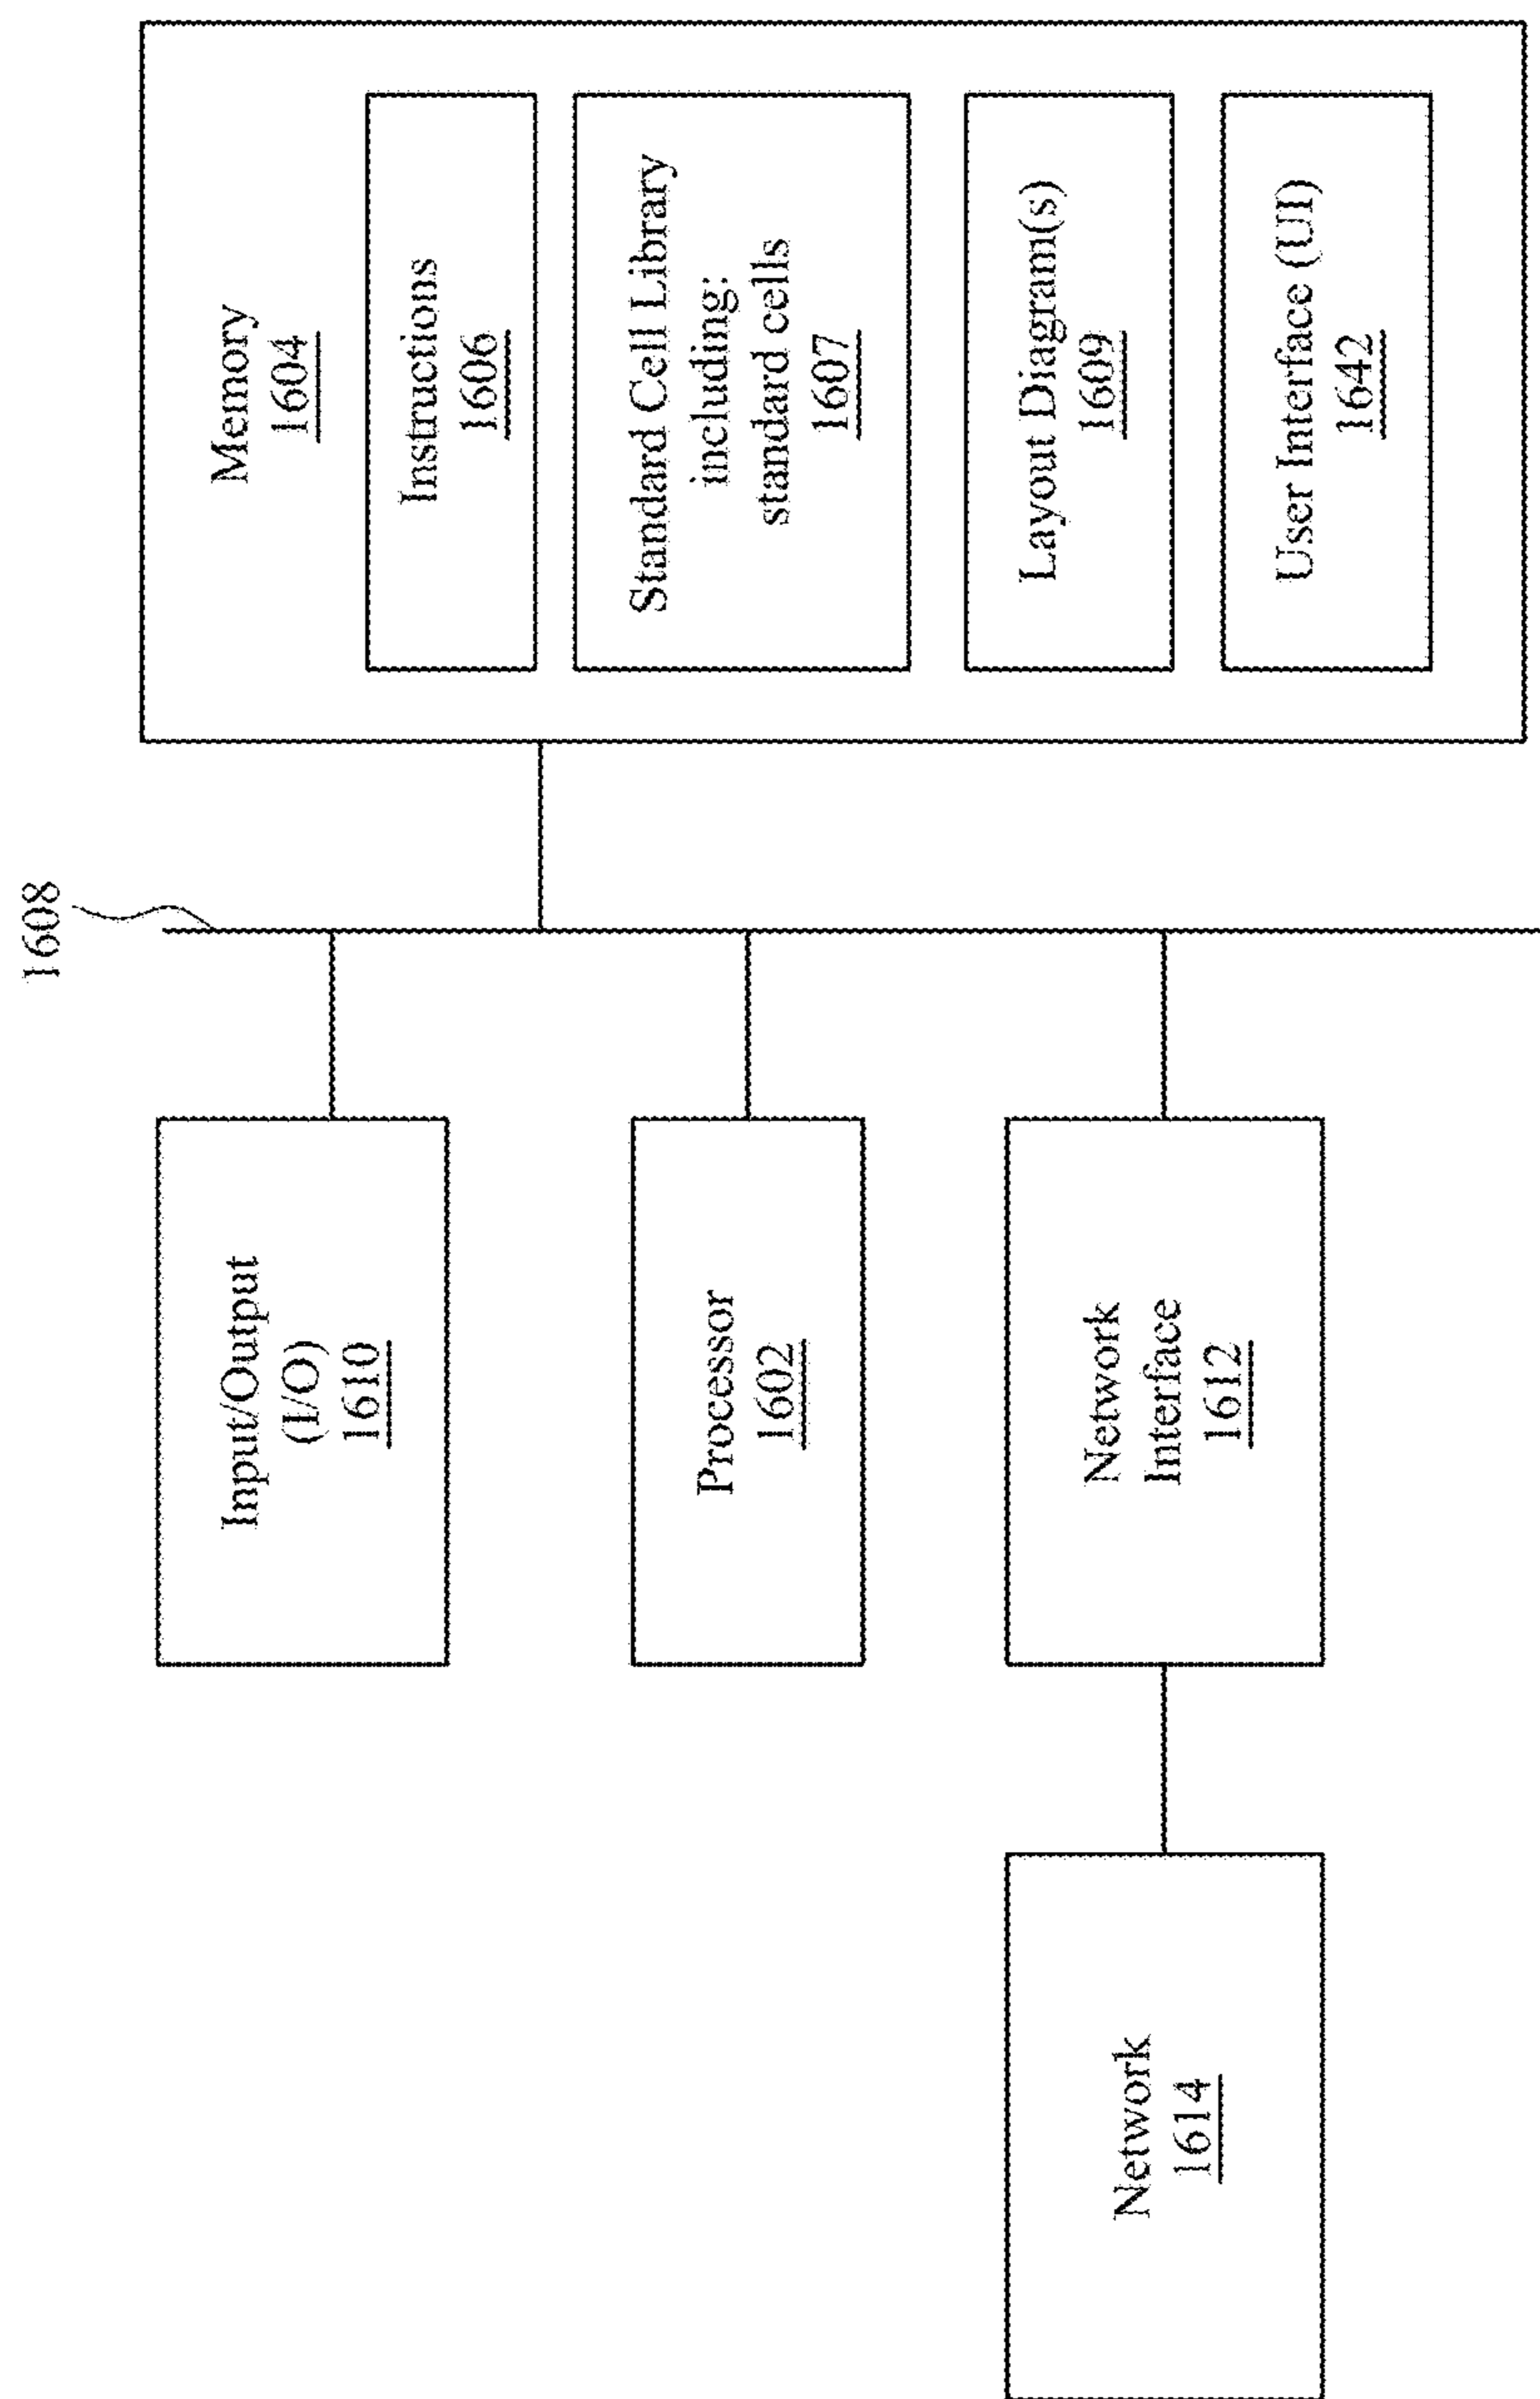 1608
Memory
1604
Instructions
1606
Standard Cell Library
including:
standard cells
1607
Layout Diagram(s)
1609
User Interface (UI)
1642
Input/Output
(I/O)
1610
Processor
1602
Network
Interface
1612
Network
1614